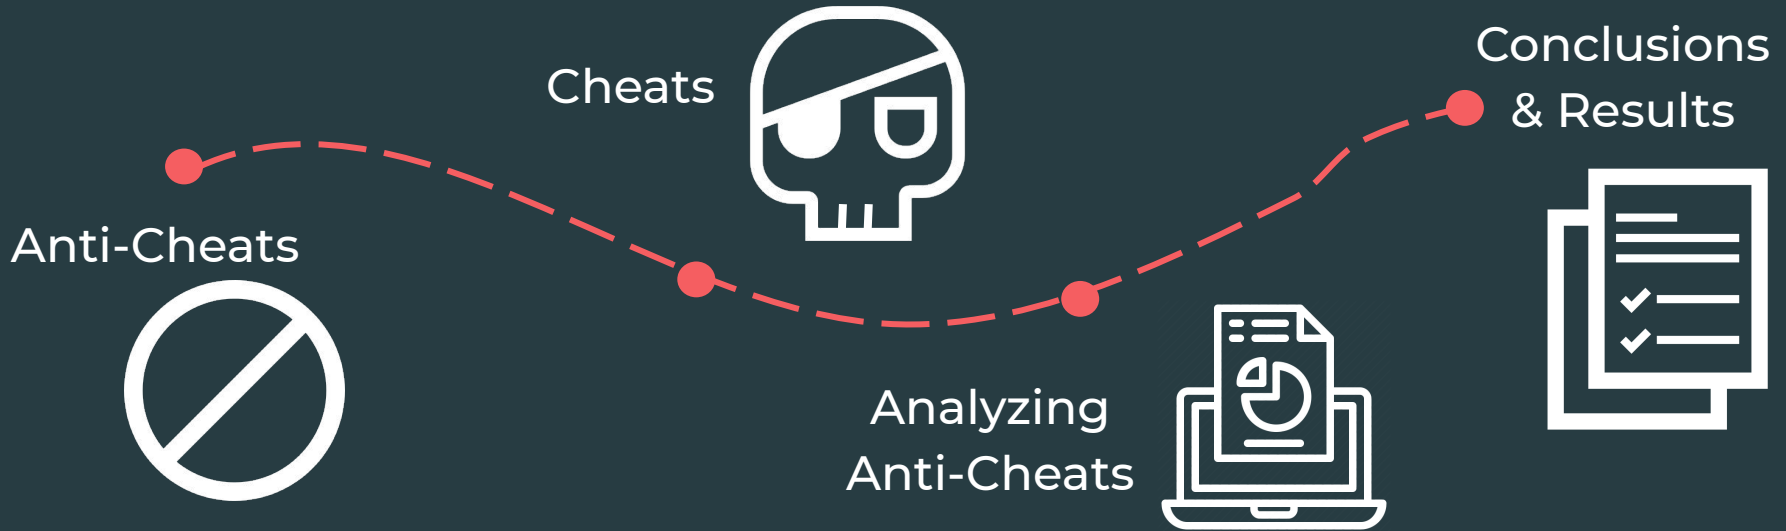 Anti-Cheats
Cheats
Analyzing
Anti-Cheats
Conclusions
& Results